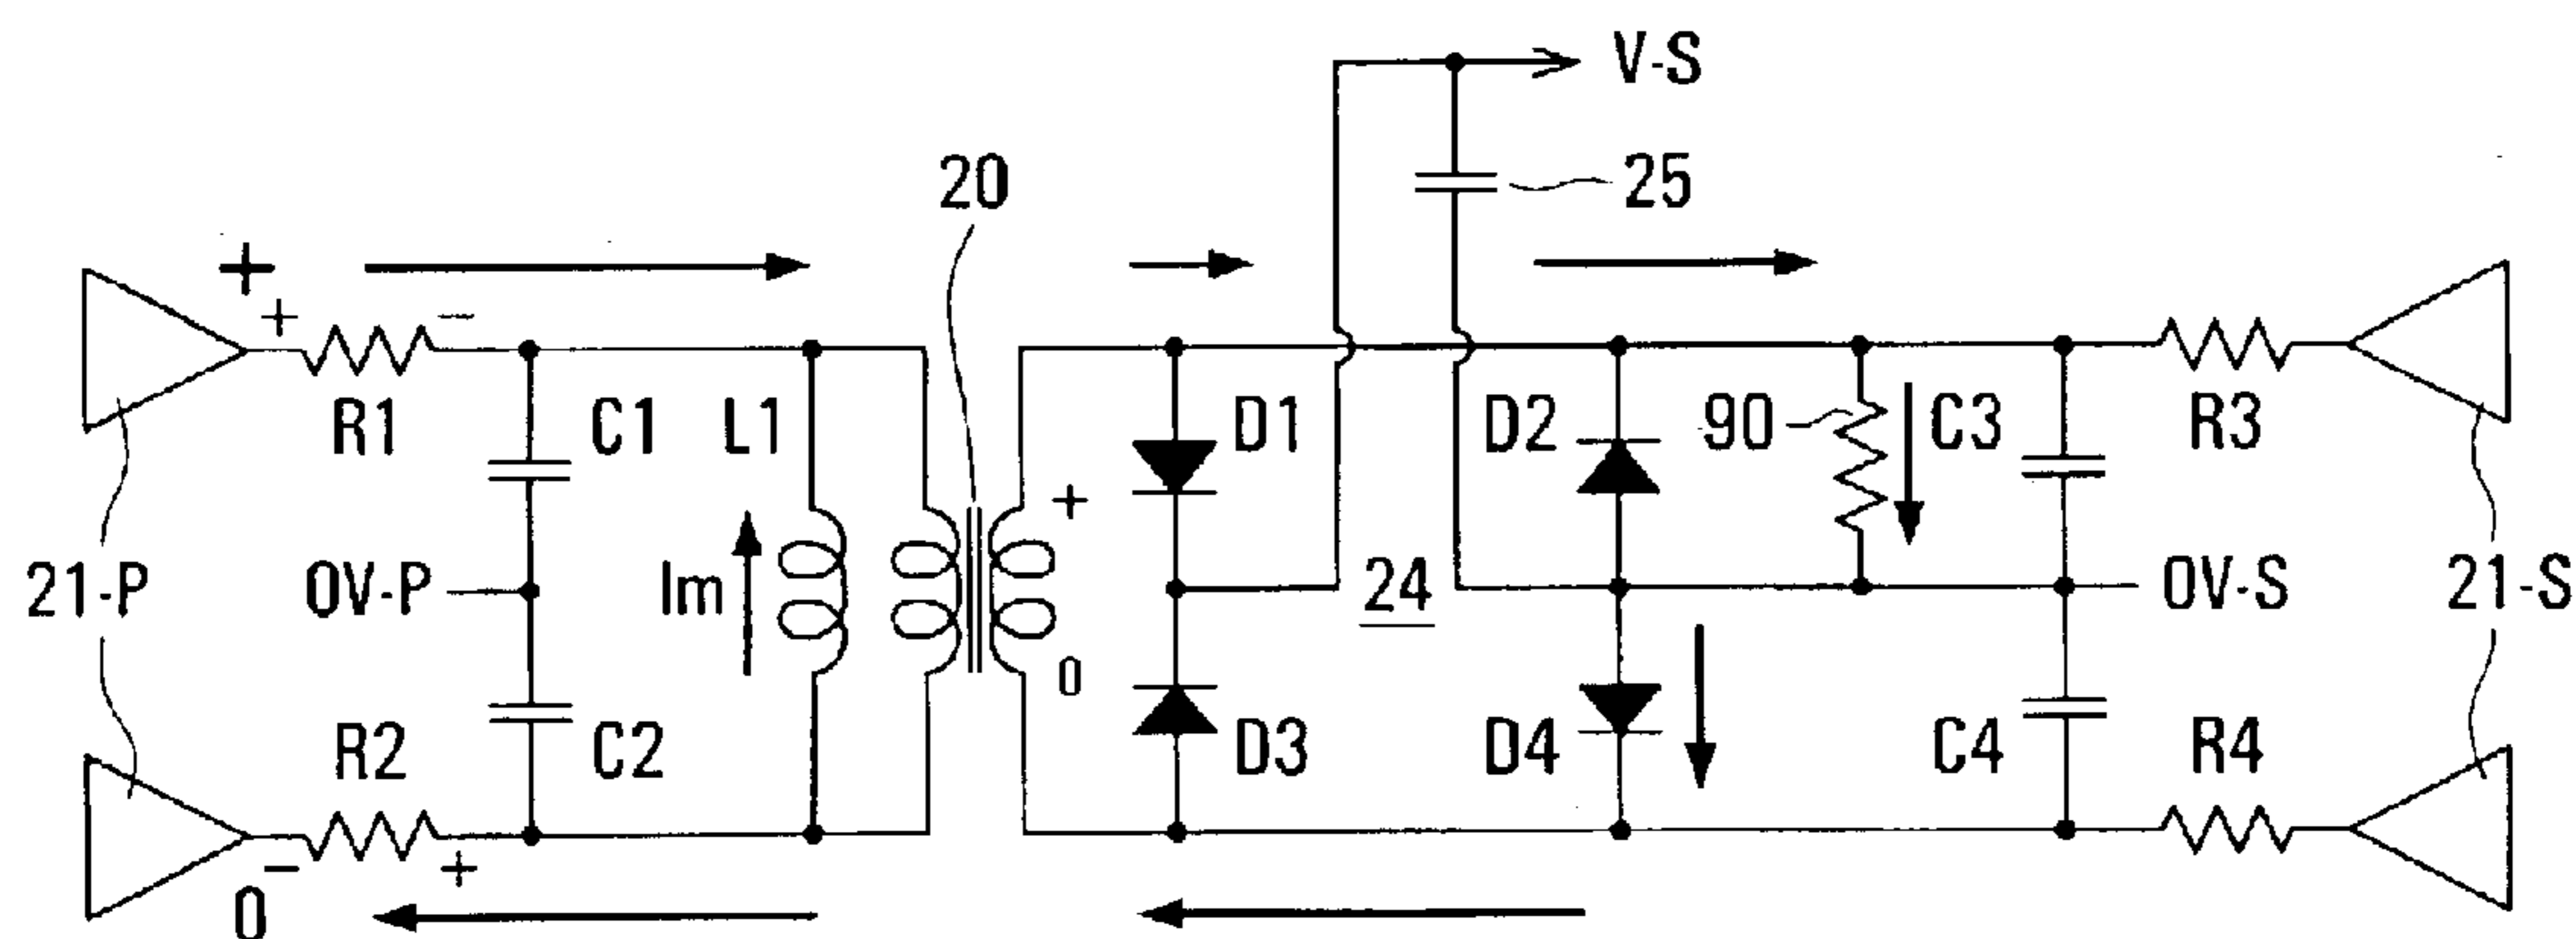 V-S
20
25
+
+
−
R1
C1
L1
D1
D2
90
C3
R3
+
21-P
0V-P
Im
24
0V-S
21-S
0
R2
C2
D3
D4
C4
R4
−
+
0